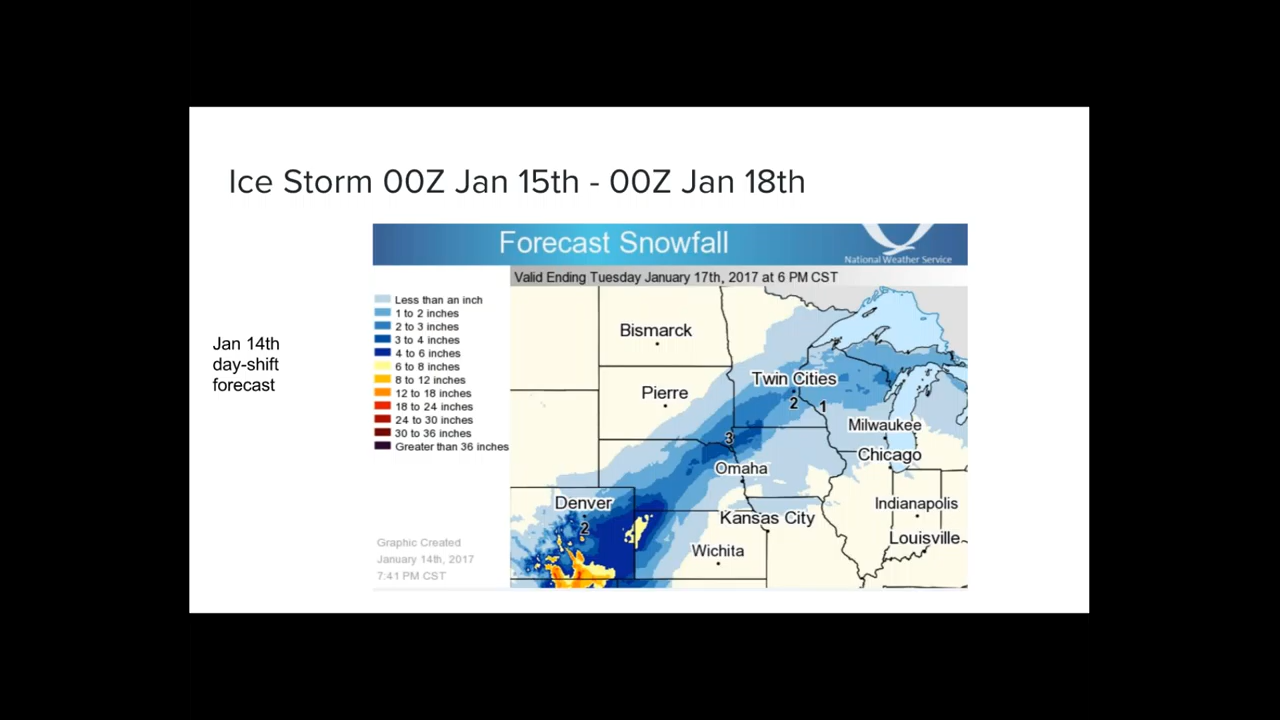 Ice Storm 00Z Jan 15th - 00Z Jan 18th
Jan 14th
day-shift
forecast
Forecast Snowfall
National Weather Service
Valid Ending Tuesday January 17th, 2017 at 6 PM CST
Less than an inch
1 to 2 inches
2 to 3 inches
3 to 4 inches
4 to 6 inches
6 to 8 inches
8 to 12 inches
12 to 18 inches
18 to 24 inches
24 to 30 inches
30 to 36 inches
Greater than 36 inches
Graphic Created
January 14th, 2017
7:41 PM CST
Bismarck
Twin Cities
Pierre
2
1
Milwaukee
3
Chicago
Omaha
Denver
Indianapolis
Kansas City
2
Louisville
Wichita